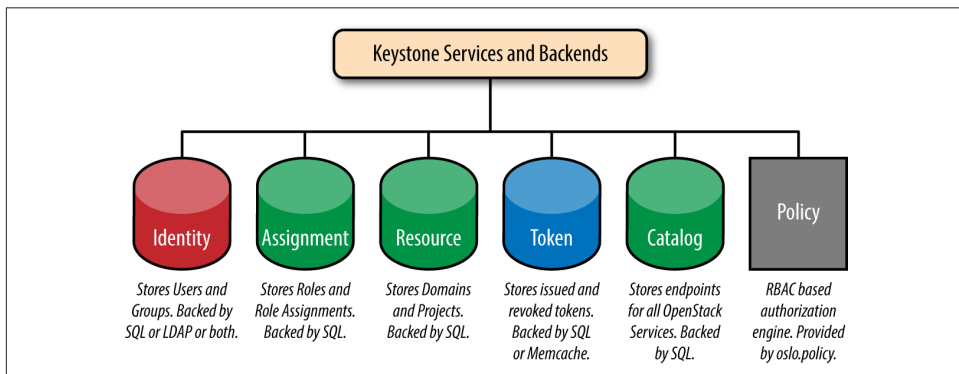 Keystone Services and Backends
Identity
Assignment
Resource
Token
Catalog
Policy
Stores Users and
Groups. Backed by
SQL or LDAP or both.
Stores Roles and
Role Assignments.
Backed by SQL.
Stores Domains
and Projects.
Backed by SQL.
Stores issued and
revoked tokens.
Backed by SQL
or Memcache.
Stores endpoints
for all OpenStack
Services. Backed
by SQL.
RBAC based
authorization
engine. Provided
by oslo.policy.